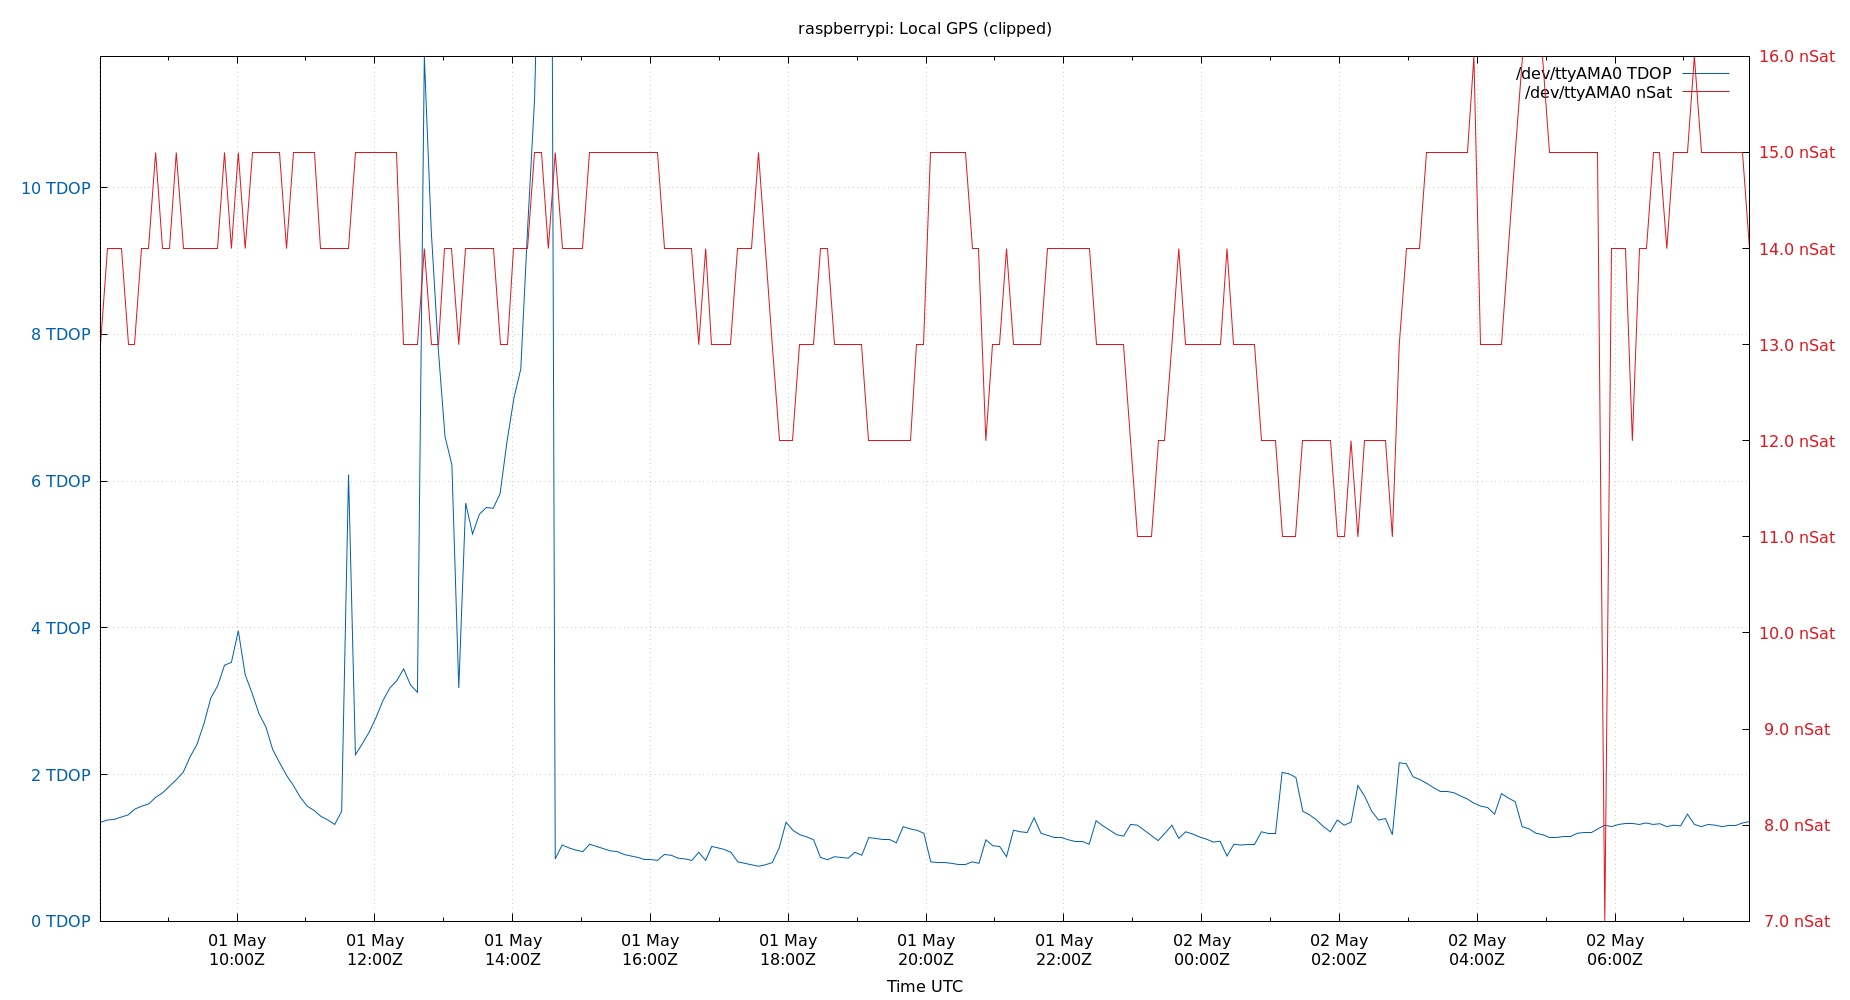 raspberrypi: Local GPS (clipped)
/dev/ttyAMA0 TDOP
/dev/ttyAMA0 nSat
10 TDOP
8 TDOP
6 TDOP
4 TDOP
2 TDOP
0 TDOP
16.0 nSat
15.0 nSat
14.0 nSat
13.0 nSat
12.0 nSat
11.0 nSat
10.0 nSat
9.0 nSat
8.0 nSat
7.0 nSat
01 May
10:00Z
01 May
12:00Z
01 May
14:00Z
01 May
16:00Z
01 May
18:00Z
01 May
20:00Z
01 May
22:00Z
02 May
00:00Z
02 May
02:00Z
02 May
04:00Z
02 May
06:00Z
Time UTC